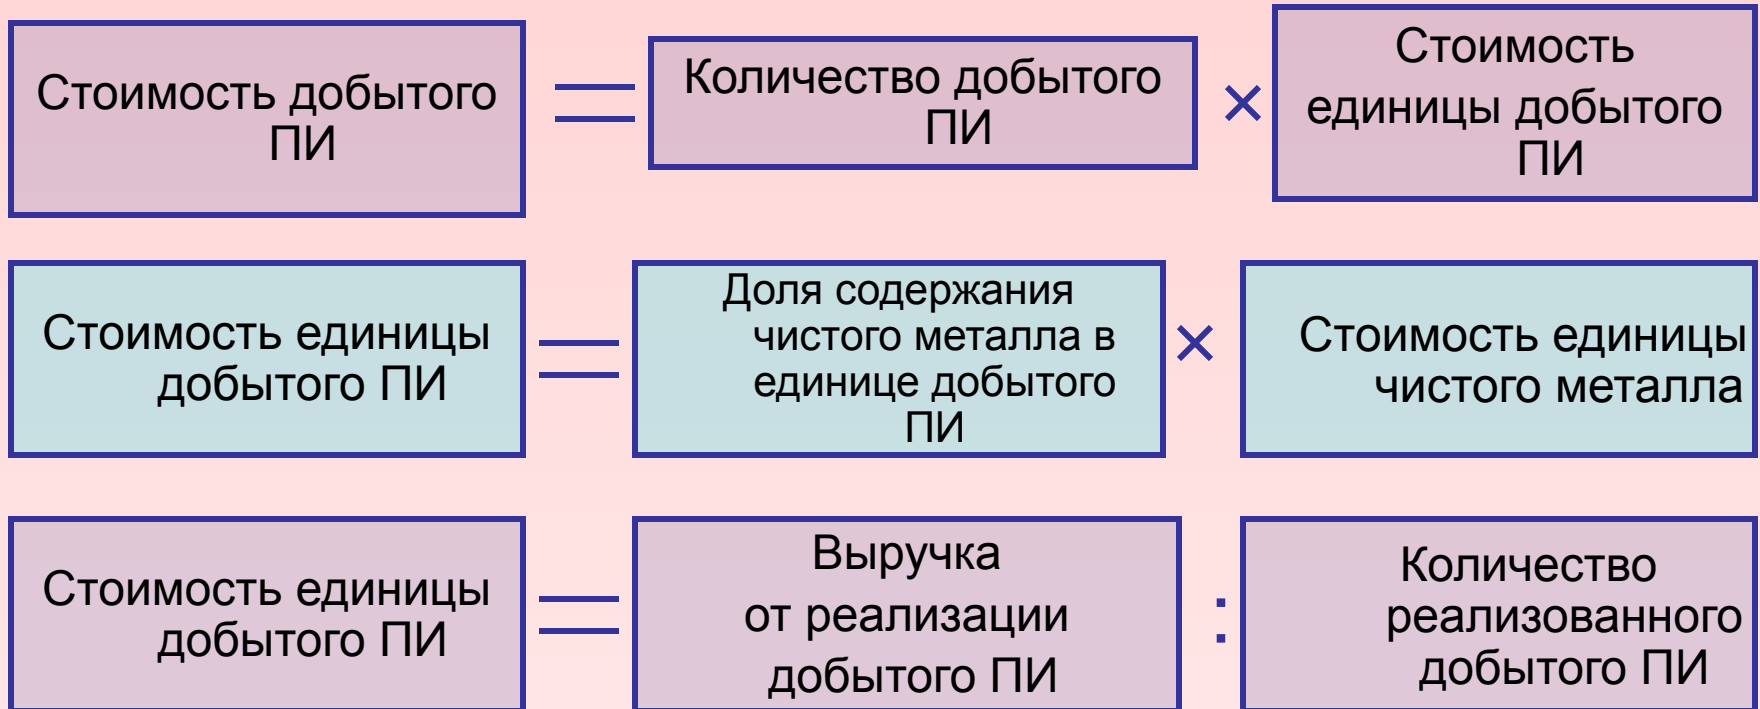 Стоимость добытого
ПИ
=
Количество добытого
ПИ
×
Стоимость
единицы добытого
ПИ
Стоимость единицы
добытого ПИ
=
Доля содержания
чистого металла в
единице добытого
ПИ
×
Стоимость единицы
чистого металла
Стоимость единицы
добытого ПИ
=
Выручка
от реализации
добытого ПИ
:
Количество
реализованного
добытого ПИ